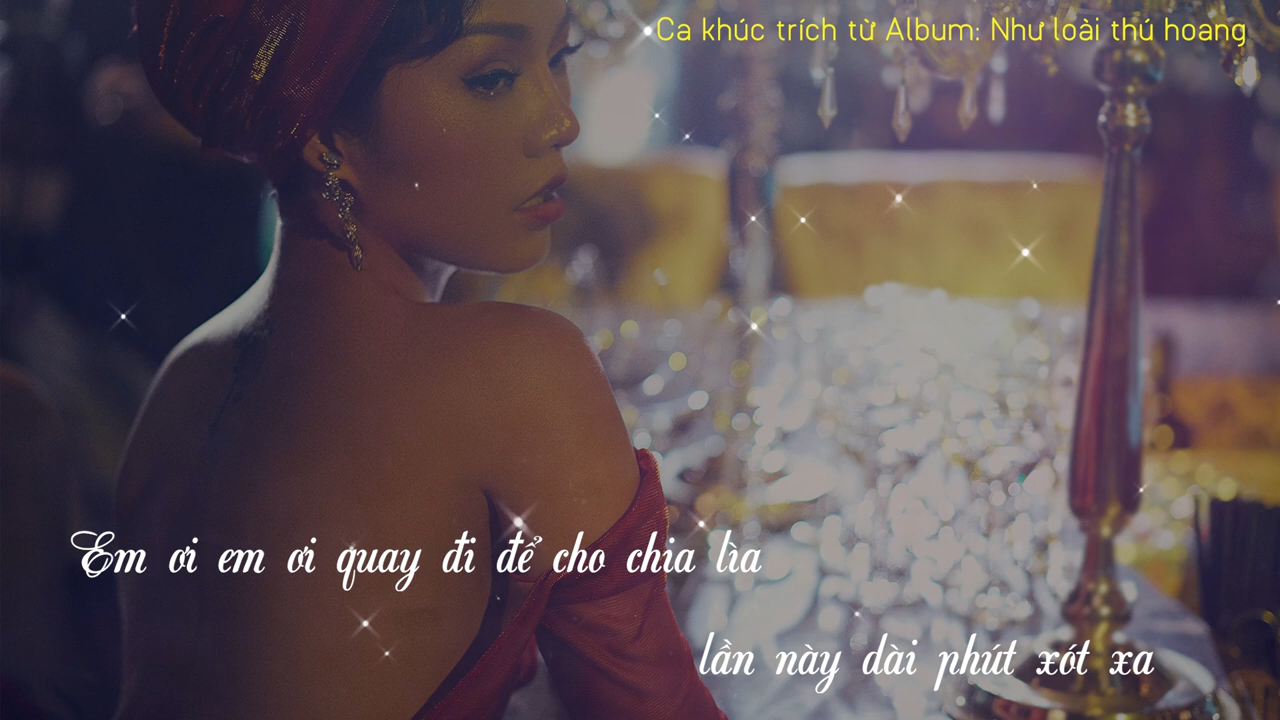 Ca khúc trích từ Album: Như loài thú hoang
Em ơi em ơi quay đi để cho chia lìa
lần này dài phút xót xa